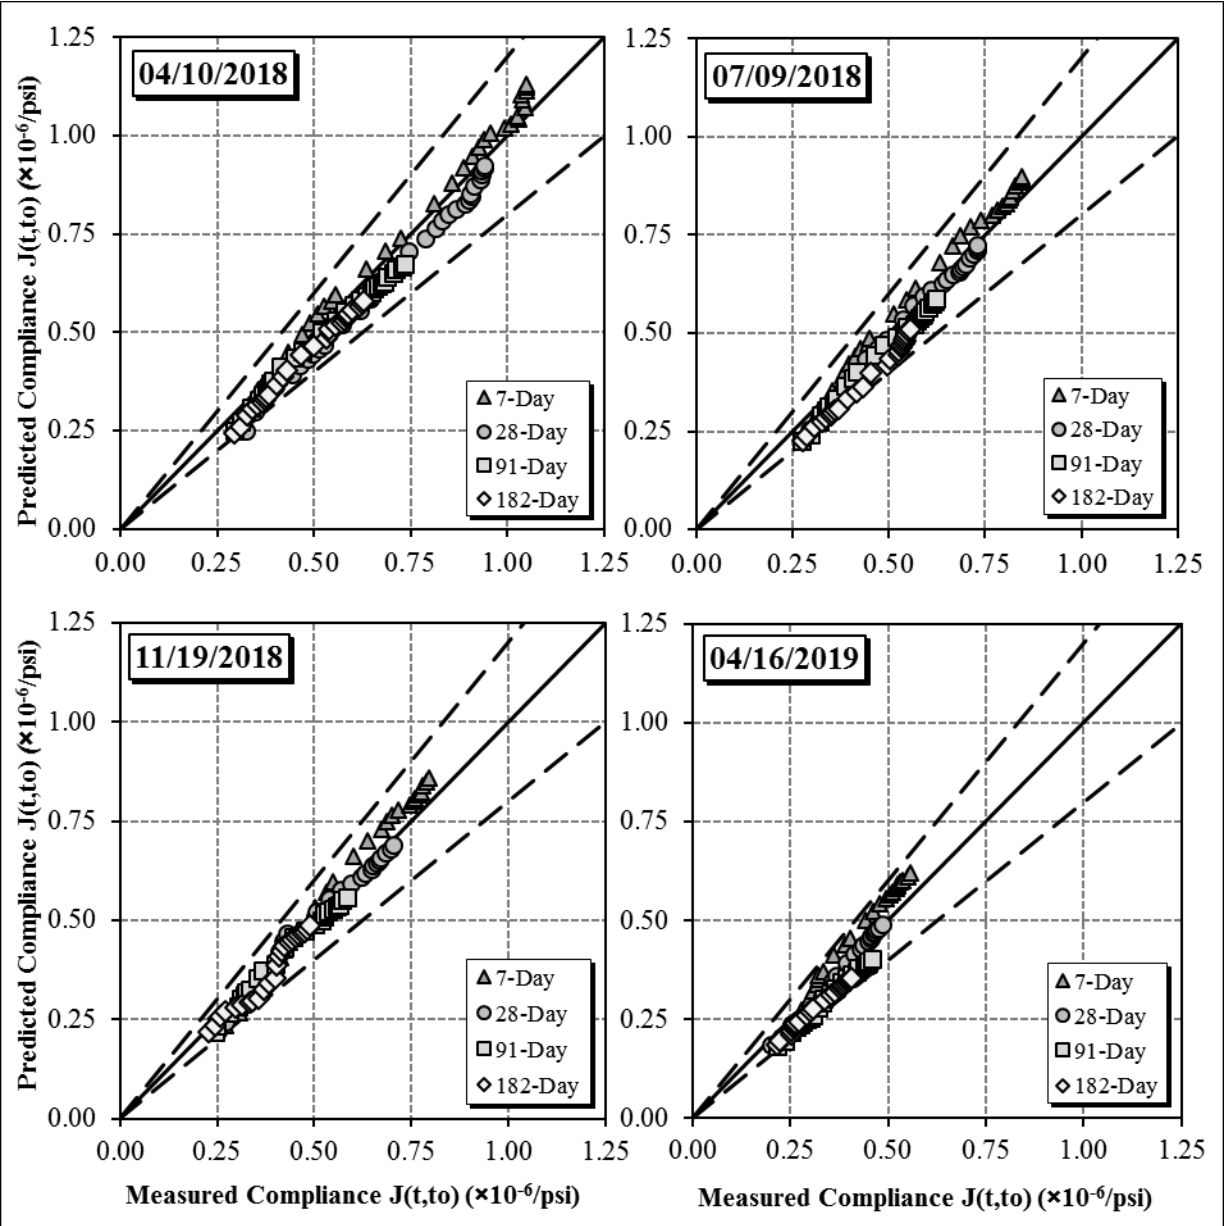 04/10/2018
Predicted Compliance J(t,to) (×10⁻⁶/psi)
1.25
1.00
0.75
0.50
0.25
0.00
7-Day
28-Day
91-Day
182-Day
0.00 0.25 0.50 0.75 1.00 1.25
07/09/2018
1.25
1.00
0.75
0.50
0.25
0.00
7-Day
28-Day
91-Day
182-Day
0.00 0.25 0.50 0.75 1.00 1.25
11/19/2018
Predicted Compliance J(t,to) (×10⁻⁶/psi)
1.25
1.00
0.75
0.50
0.25
0.00
7-Day
28-Day
91-Day
182-Day
0.00 0.25 0.50 0.75 1.00 1.25
Measured Compliance J(t,to) (×10⁻⁶/psi)
04/16/2019
1.25
1.00
0.75
0.50
0.25
0.00
7-Day
28-Day
91-Day
182-Day
0.00 0.25 0.50 0.75 1.00 1.25
Measured Compliance J(t,to) (×10⁻⁶/psi)